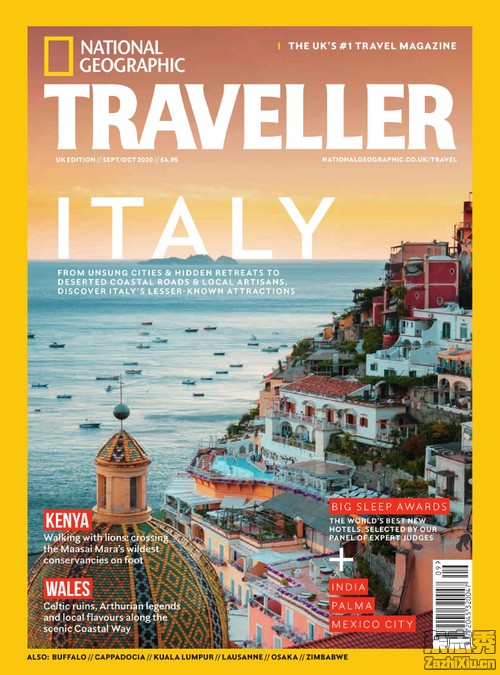 NATIONAL
GEOGRAPHIC
THE UK'S #1 TRAVEL MAGAZINE
TRAVELLER
UK EDITION // SEPT/OCT 2020 // £4.95
NATIONALGEOGRAPHIC.CO.UK/TRAVEL
ITALY
FROM UNSUNG CITIES & HIDDEN RETREATS TO
DESERTED COASTAL ROADS & LOCAL ARTISANS,
DISCOVER ITALY'S LESSER-KNOWN ATTRACTIONS
KENYA
Walking with lions: crossing
the Maasai Mara's wildest
conservancies on foot
WALES
Celtic ruins, Arthurian legends
and local flavours along the
scenic Coastal Way
BIG SLEEP AWARDS
THE WORLD'S BEST NEW
HOTELS, SELECTED BY OUR
PANEL OF EXPERT JUDGES
+
INDIA
PALMA
MEXICO CITY
09
ALSO: BUFFALO // CAPPADOCIA // KUALA LUMPUR // LAUSANNE // OSAKA // ZIMBABWE
ZaZhiXiu.cn